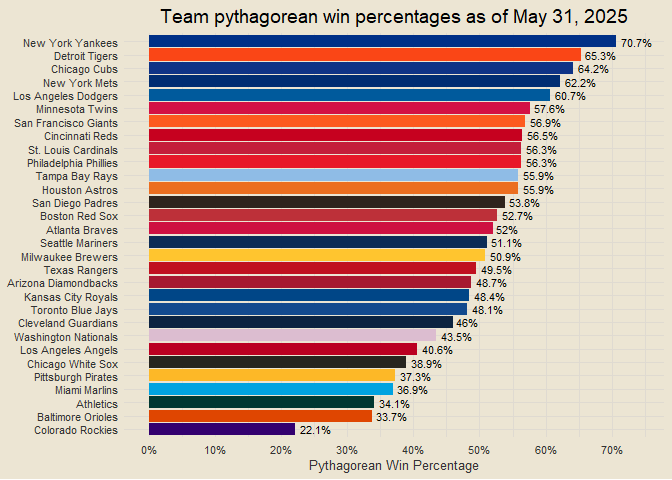 Team pythagorean win percentages as of May 31, 2025
New York Yankees 70.7%
Detroit Tigers 65.3%
Chicago Cubs 64.2%
New York Mets 62.2%
Los Angeles Dodgers 60.7%
Minnesota Twins 57.6%
San Francisco Giants 56.9%
Cincinnati Reds 56.5%
St. Louis Cardinals 56.3%
Philadelphia Phillies 56.3%
Tampa Bay Rays 55.9%
Houston Astros 55.9%
San Diego Padres 53.8%
Boston Red Sox 52.7%
Atlanta Braves 52%
Seattle Mariners 51.1%
Milwaukee Brewers 50.9%
Texas Rangers 49.5%
Arizona Diamondbacks 48.7%
Kansas City Royals 48.4%
Toronto Blue Jays 48.1%
Cleveland Guardians 46%
Washington Nationals 43.5%
Los Angeles Angels 40.6%
Chicago White Sox 38.9%
Pittsburgh Pirates 37.3%
Miami Marlins 36.9%
Athletics 34.1%
Baltimore Orioles 33.7%
Colorado Rockies 22.1%
0% 10% 20% 30% 40% 50% 60% 70%
Pythagorean Win Percentage